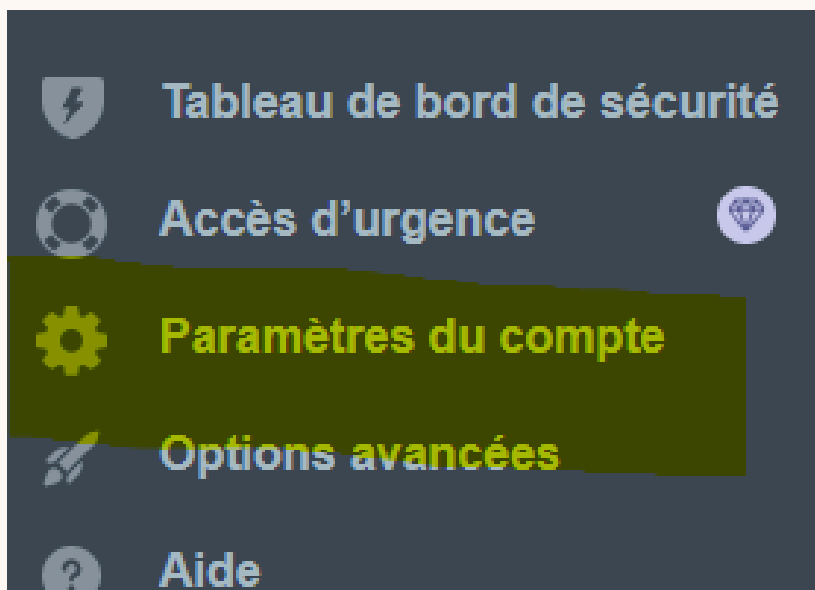 Tableau de bord de sécurité
Accès d’urgence
Paramètres du compte
Options avancées
Aide